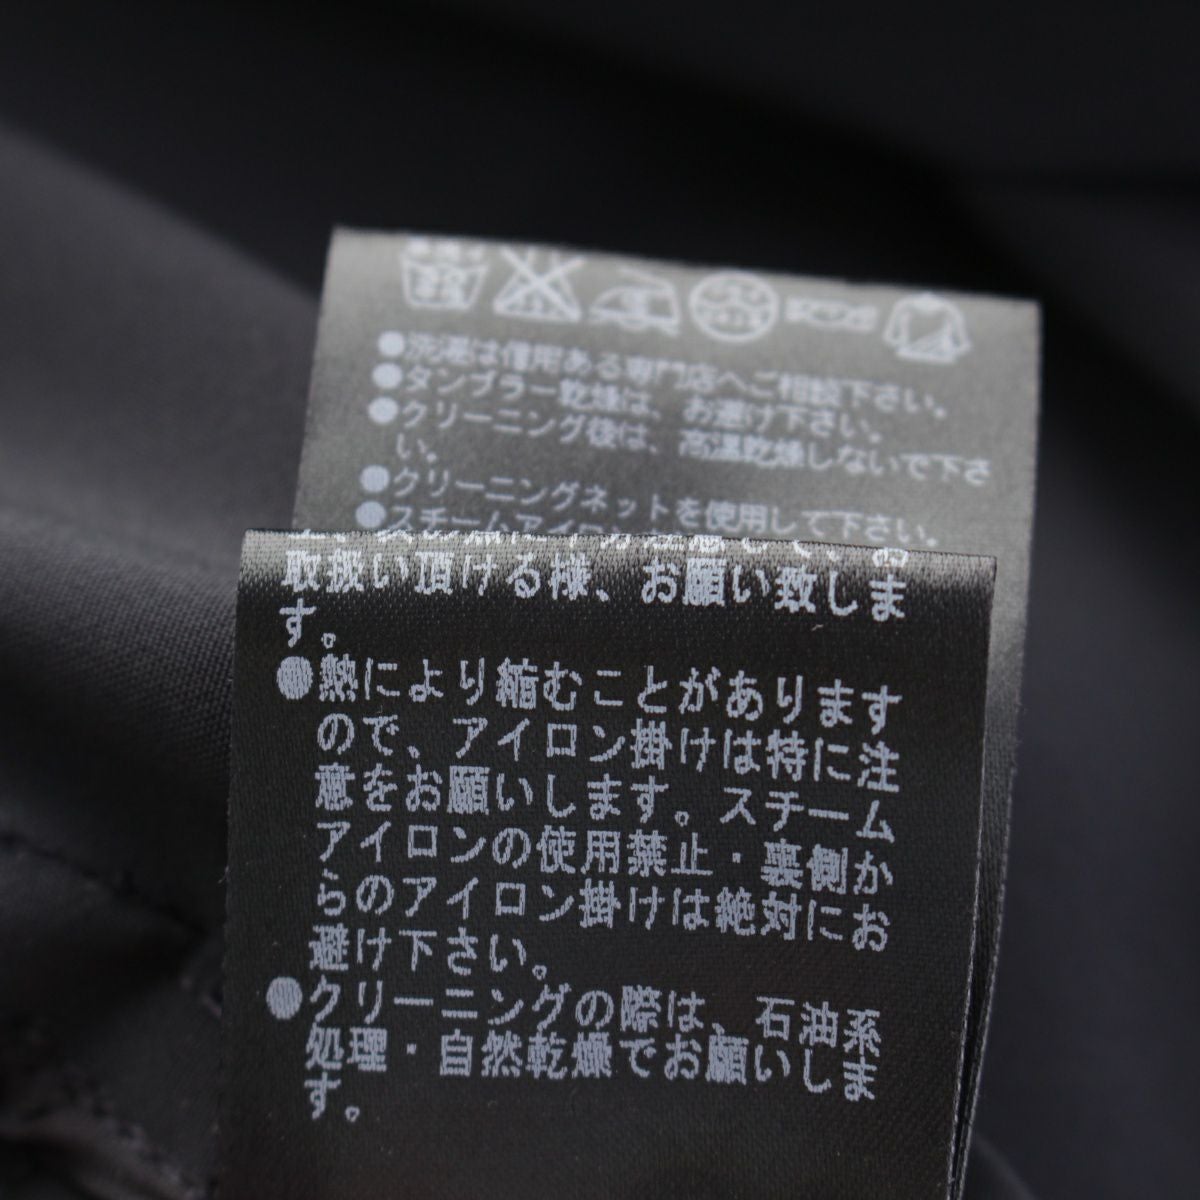 ●洗濯は信用ある専門店へご相談下さい。
●タンブラー乾燥は、お避け下さい。
●クリーニング後は、高温乾燥しないで下さ
い。
●クリーニングネットを使用して下さい。
●スチームアイロン
取扱い頂ける様、お願い致しま
す。
●熱により縮むことがあります
ので、アイロン掛けは特に注
意をお願いします。スチーム
アイロンの使用禁止・裏側か
らのアイロン掛けは絶対にお
避け下さい。
●クリーニングの際は、石油系
処理・自然乾燥でお願いしま
す。